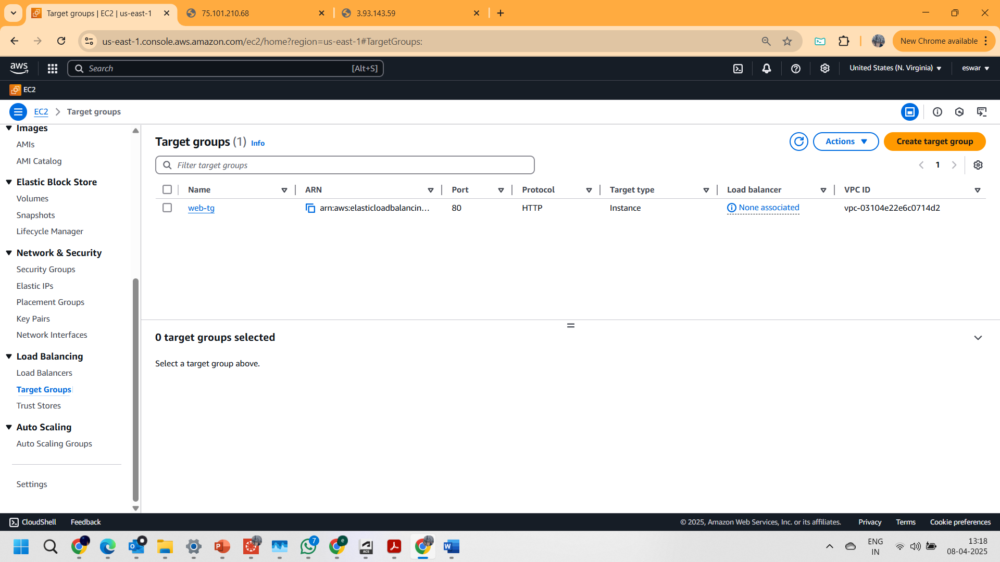 Target groups | EC2 | us-east-1
75.101.210.68
3.93.143.59
us-east-1.console.aws.amazon.com/ec2/home?region=us-east-1#TargetGroups:
New Chrome available
aws
Search
[Alt+S]
United States (N. Virginia)
eswar
EC2
EC2
Target groups
Images
AMIs
AMI Catalog
Elastic Block Store
Volumes
Snapshots
Lifecycle Manager
Network & Security
Security Groups
Elastic IPs
Placement Groups
Key Pairs
Network Interfaces
Load Balancing
Load Balancers
Target Groups
Trust Stores
Auto Scaling
Auto Scaling Groups
Settings
Target groups (1) Info
Actions
Create target group
Filter target groups
1
Name ARN Port Protocol Target type Load balancer VPC ID
web-tg arn:aws:elasticloadbalancin... 80 HTTP Instance None associated vpc-03104e22e6c0714d2
0 target groups selected
Select a target group above.
CloudShell
Feedback
© 2025, Amazon Web Services, Inc. or its affiliates.
Privacy
Terms
Cookie preferences
7
e
ACS
ENG
IN
13:18
08-04-2025